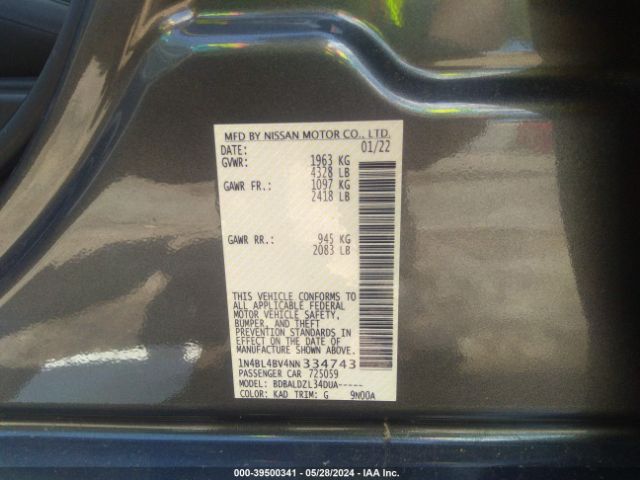 MFD BY NISSAN MOTOR CO., LTD.
DATE: 01/22
GVWR: 1963 KG
4328 LB
GAWR FR.: 1097 KG
2418 LB
GAWR RR.: 945 KG
2083 LB
THIS VEHICLE CONFORMS TO
ALL APPLICABLE FEDERAL
MOTOR VEHICLE SAFETY,
BUMPER, AND THEFT
PREVENTION STANDARDS IN
EFFECT ON THE DATE OF
MANUFACTURE SHOWN ABOVE.
1N4BL4BV4NN334743
PASSENGER CAR 725059
MODEL: BDBALDZL34DUA-----
COLOR: KAD TRIM: G 9N00A
000-39500341 - 05/28/2024 - IAA Inc.